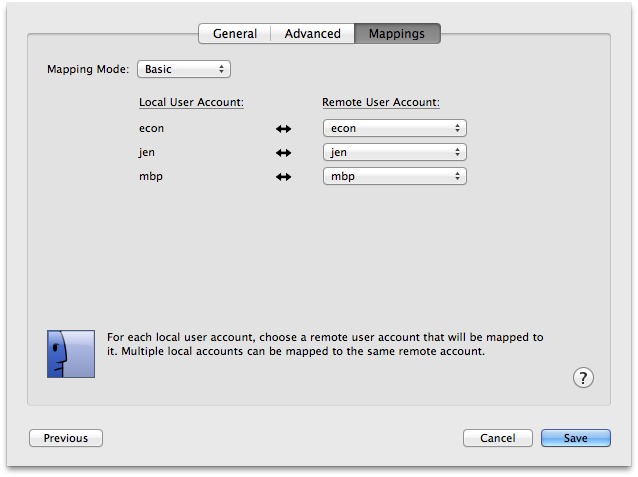 General Advanced Mappings
Mapping Mode: Basic
Local User Account: Remote User Account:
econ econ
jen jen
mbp mbp
For each local user account, choose a remote user account that will be mapped to
it. Multiple local accounts can be mapped to the same remote account.
?
Previous Cancel Save